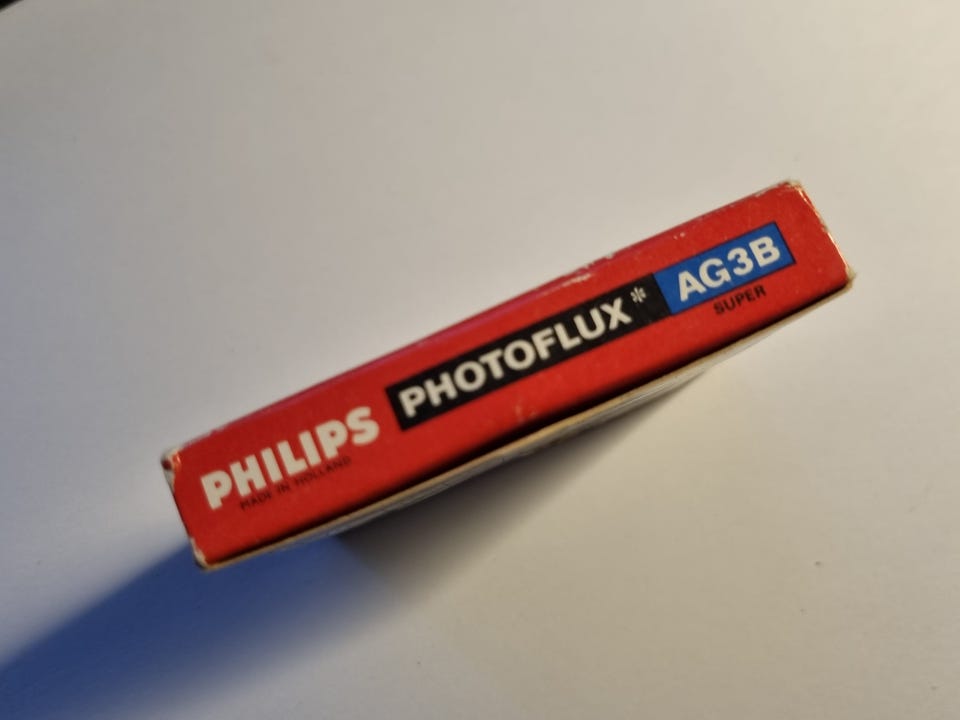 PHILIPS PHOTOFLUX* AG3B
MADE IN HOLLAND
SUPER